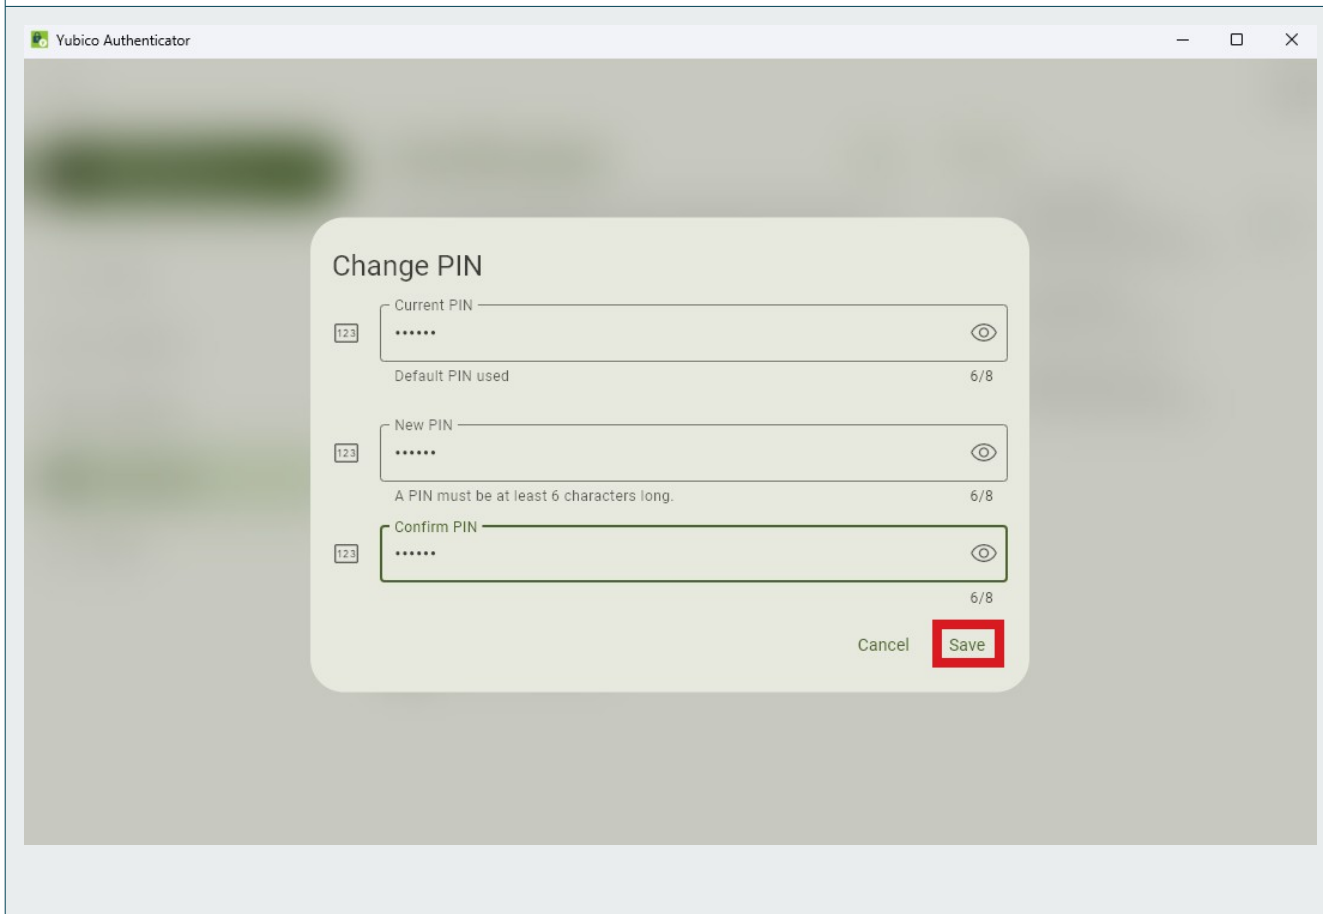 Yubico Authenticator
Change PIN
Current PIN
123
••••••
Default PIN used 6/8
New PIN
123
••••••
A PIN must be at least 6 characters long. 6/8
Confirm PIN
123
••••••
6/8
Cancel Save